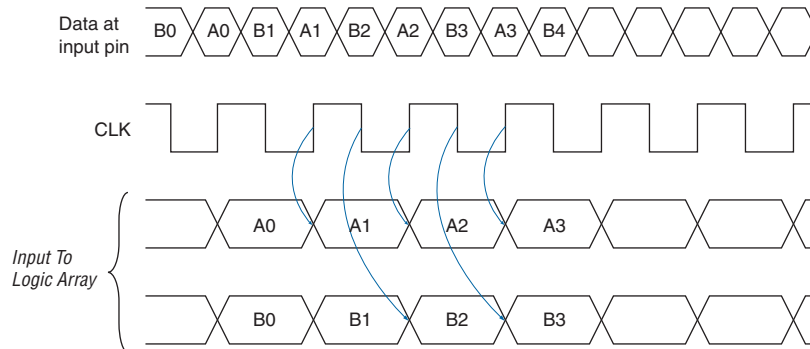 Data at
input pin
B0 A0 B1 A1 B2 A2 B3 A3 B4
CLK
Input To
Logic Array
A0 A1 A2 A3
B0 B1 B2 B3